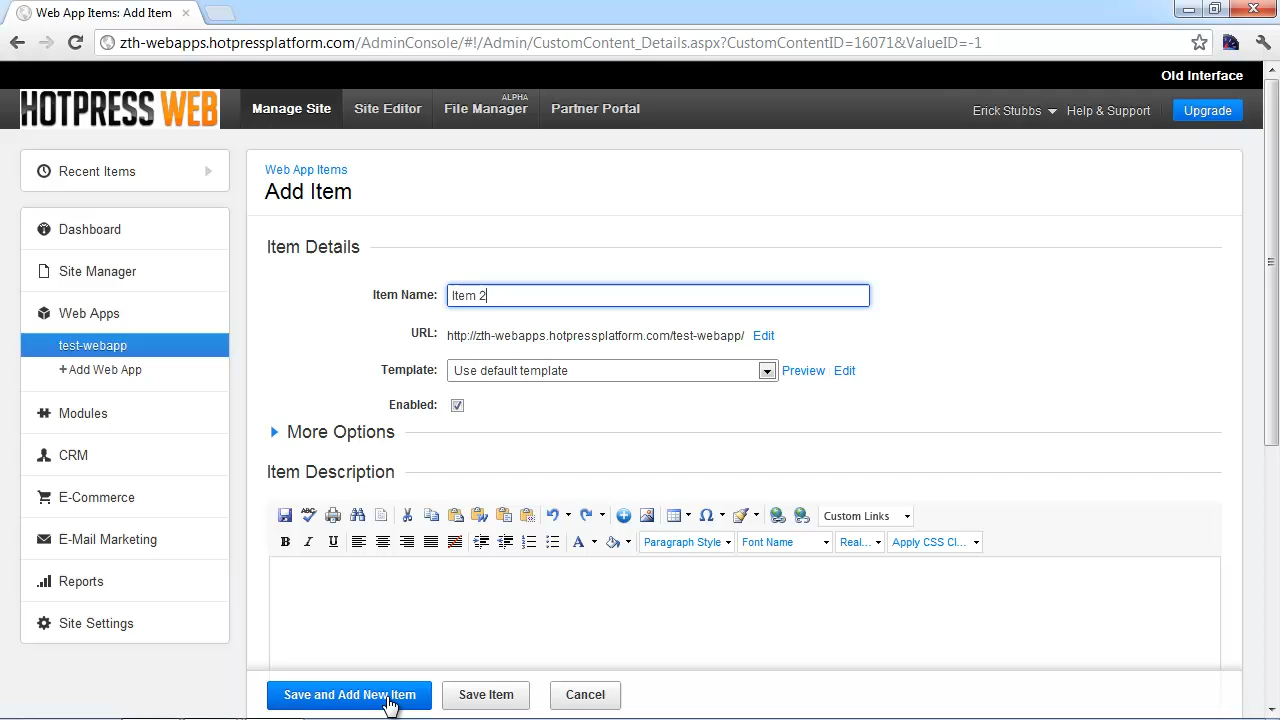 Web App Items: Add Item
zth-webapps.hotpressplatform.com/AdminConsole/#!/Admin/CustomContent_Details.aspx?CustomContentID=16071&ValueID=-1
Old Interface
HOTPRESS WEB
Manage Site
Site Editor
File Manager
ALPHA
Partner Portal
Erick Stubbs
Help & Support
Upgrade
Recent Items
Dashboard
Site Manager
Web Apps
test-webapp
+Add Web App
Modules
CRM
E-Commerce
E-Mail Marketing
Reports
Site Settings
Web App Items
Add Item
Item Details
Item Name: Item 2
URL: http://zth-webapps.hotpressplatform.com/test-webapp/ Edit
Template: Use default template Preview Edit
Enabled:
More Options
Item Description
ABC Custom Links
B I U A Paragraph Style Font Name Real... Apply CSS Cl...
Save and Add New Item Save Item Cancel